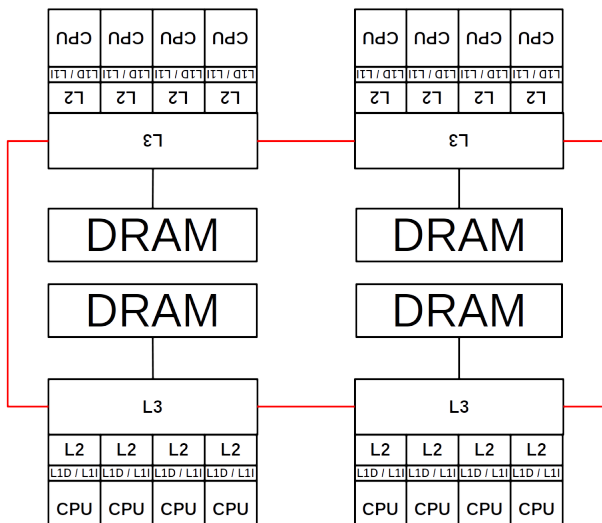 CPU CPU CPU CPU CPU CPU CPU CPU
L1D / L1I L1D / L1I L1D / L1I L1D / L1I L1D / L1I L1D / L1I L1D / L1I L1D / L1I
L2 L2 L2 L2 L2 L2 L2 L2
L3 L3
DRAM DRAM
DRAM DRAM
L3 L3
L2 L2 L2 L2 L2 L2 L2 L2
L1D / L1I L1D / L1I L1D / L1I L1D / L1I L1D / L1I L1D / L1I L1D / L1I L1D / L1I
CPU CPU CPU CPU CPU CPU CPU CPU